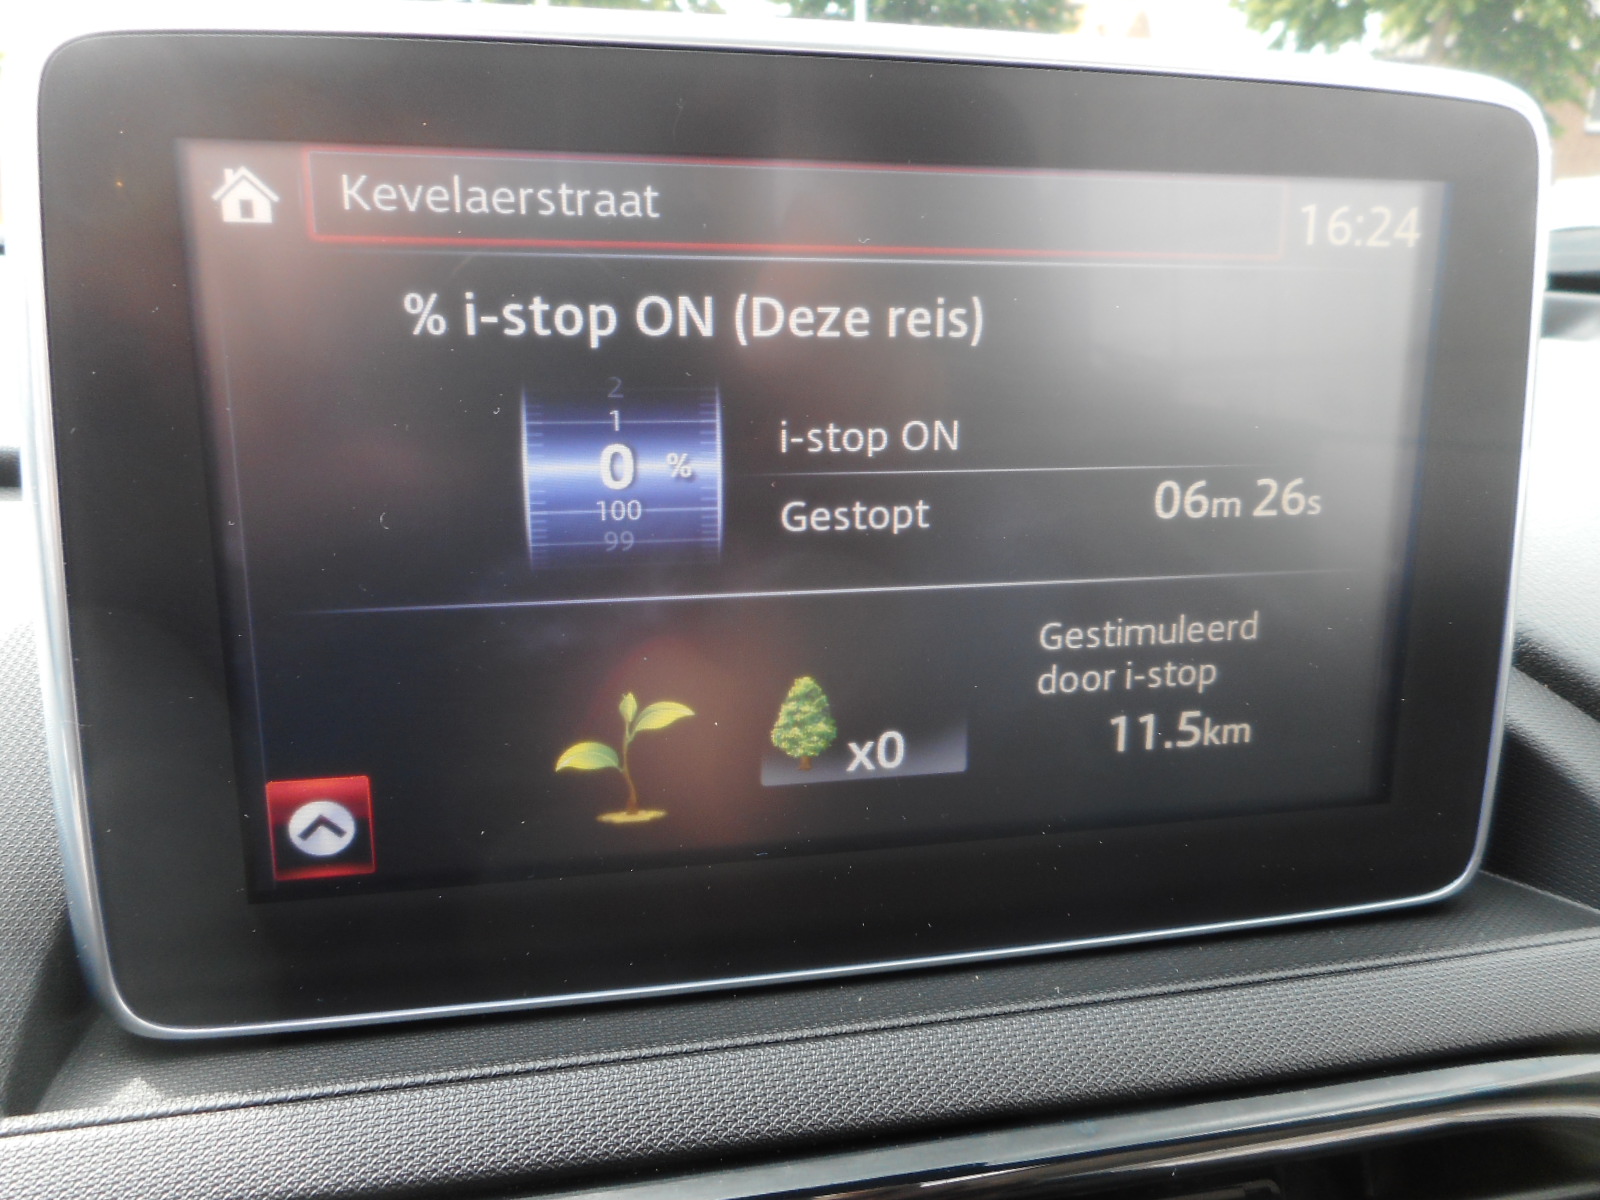 Kevelaerstraat
16:24
% i-stop ON (Deze reis)
2
1
0 %
100
99
i-stop ON
Gestopt 06m 26s
Gestimuleerd
door i-stop
11.5km
x0